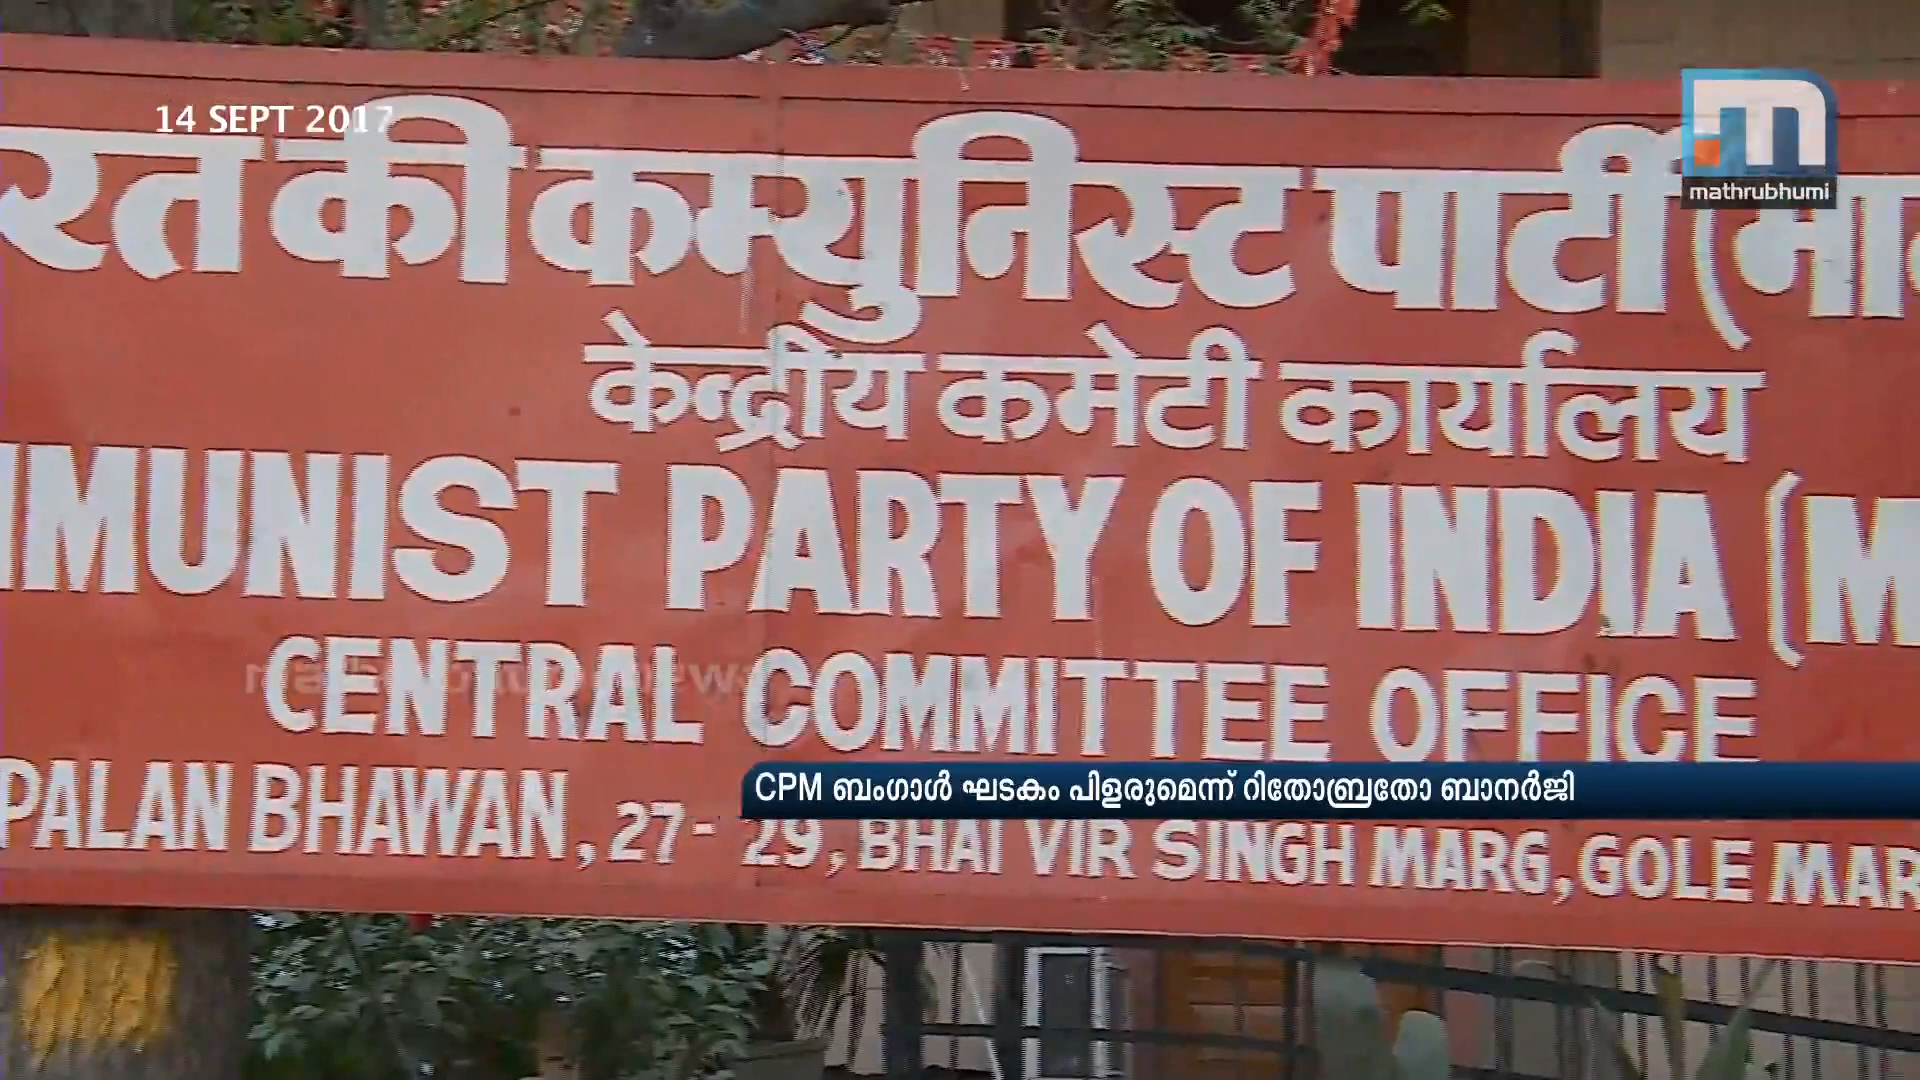 14 SEPT 2017
mathrubhumi
रत की कम्युनिस्ट पार्टी (मा
केन्द्रीय कमेटी कार्यालय
MUNIST PARTY OF INDIA (M
CENTRAL COMMITTEE OFFICE
CPM ബംഗാൾ ഘടകം പിളരുമെന്ന് റിതോബ്രതോ ബാനർജി
PALAN BHAWAN, 27-29, BHAI VIR SINGH MARG, GOLE MAR